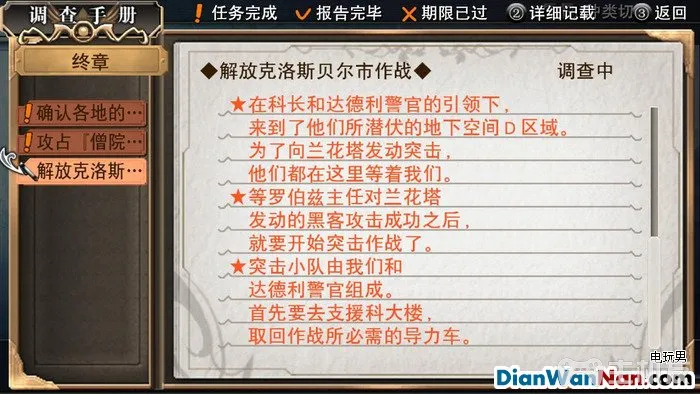 调查手册
！任务完成 ✓报告完毕 ×期限已过 ②详细记载 ③返回
终章
◆解放克洛斯贝尔市作战◆ 调查中
！确认各地的…
！攻占『僧院…
解放克洛斯…
★在科长和达德利警官的引领下，
来到了他们所潜伏的地下空间D区域。
为了向兰花塔发动突击，
他们都在这里等着我们。
★等罗伯兹主任对兰花塔
发动的黑客攻击成功之后，
就要开始突击作战了。
★突击小队由我们和
达德利警官组成。
首先要去支援科大楼，
取回作战所必需的导力车。
电玩男
DianWanNan.com